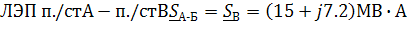 ЛЭП п./стА − п./стВS̲А-Б = S̲В = (15 + j7.2)МВ · А